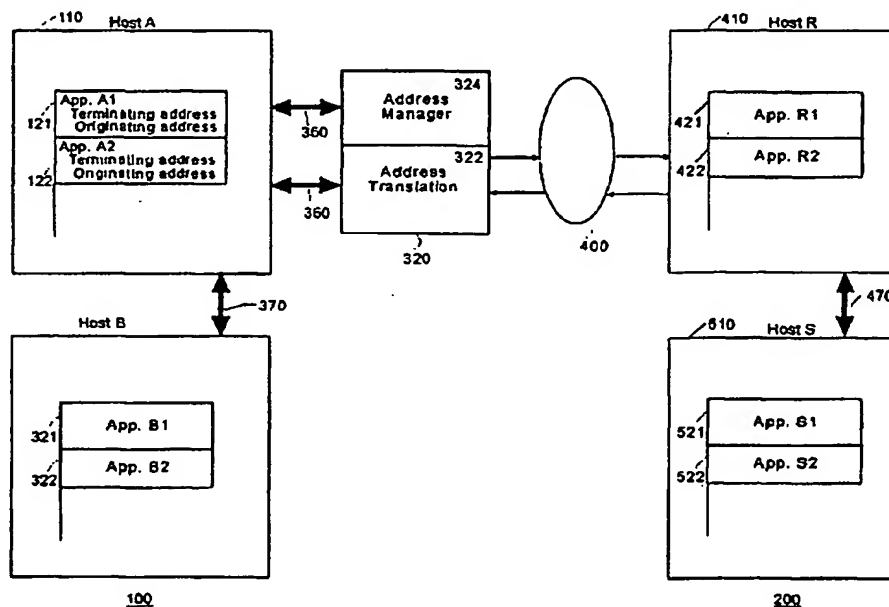 110
Host A
App. A1
Terminating address
Originating address
121
App. A2
Terminating address
Originating address
122
360
360
324
Address
Manager
322
Address
Translation
320
400
410
Host R
421
App. R1
422
App. R2
370
470
Host B
321
App. B1
322
App. B2
100
510
Host S
521
App. S1
522
App. S2
200